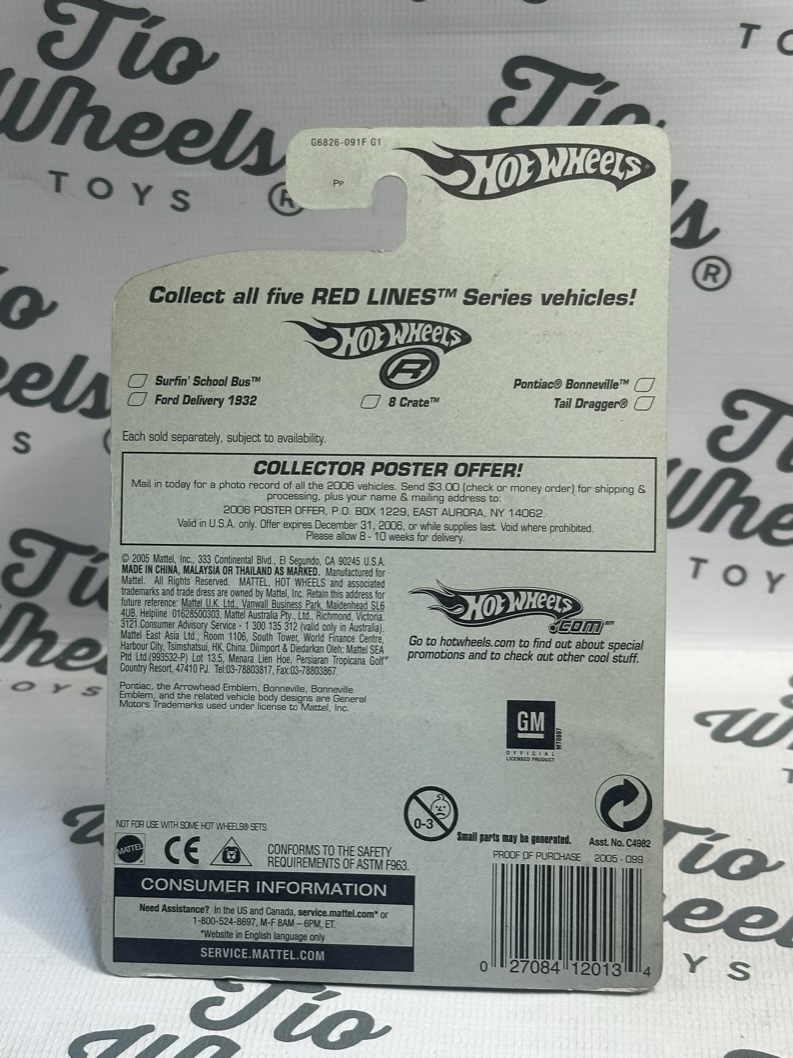 Tío
Wheels
TOYS ®
G6826-091F G1
Pp
HOT WHEELS®
Collect all five RED LINES™ Series vehicles!
HOT WHEELS
R
Surfin' School Bus™
Ford Delivery 1932
8 Crate™
Pontiac® Bonneville™
Tail Dragger®
Each sold separately, subject to availability.
COLLECTOR POSTER OFFER!
Mail in today for a photo record of all the 2006 vehicles. Send $3.00 (check or money order) for shipping &
processing, plus your name & mailing address to:
2006 POSTER OFFER, P.O. BOX 1229, EAST AURORA, NY 14062.
Valid in U.S.A. only. Offer expires December 31, 2006, or while supplies last. Void where prohibited.
Please allow 8 - 10 weeks for delivery.
© 2005 Mattel, Inc., 333 Continental Blvd., El Segundo, CA 90245 U.S.A.
MADE IN CHINA, MALAYSIA OR THAILAND AS MARKED. Manufactured for
Mattel. All Rights Reserved. MATTEL, HOT WHEELS and associated
trademarks and trade dress are owned by Mattel, Inc. Retain this address for
future reference: Mattel U.K. Ltd., Vanwall Business Park, Maidenhead SL6
4UB. Helpline 01628500303. Mattel Australia Pty., Ltd., Richmond, Victoria.
3121.Consumer Advisory Service - 1 300 135 312 (valid only in Australia).
Mattel East Asia Ltd., Room 1106, South Tower, World Finance Centre,
Harbour City, Tsimshatsui, HK, China. Diimport & Diedarkan Oleh: Mattel SEA
Ptd Ltd.(993532-P) Lot 13.5, Menara Lien Hoe, Persiaran Tropicana Golf
Country Resort, 47410 PJ. Tel:03-78803817, Fax:03-78803867.
Pontiac, the Arrowhead Emblem, Bonneville, Bonneville
Emblem, and the related vehicle body designs are General
Motors Trademarks used under license to Mattel, Inc.
HOT WHEELS
.COM℠
Go to hotwheels.com to find out about special
promotions and to check out other cool stuff.
GM
OFFICIAL
LICENSED PRODUCT
0-3
Small parts may be generated.
Asst. No. C4982
NOT FOR USE WITH SOME HOT WHEELS® SETS.
MATTEL
CE
CONFORMS TO THE SAFETY
REQUIREMENTS OF ASTM F963.
PROOF OF PURCHASE 2005 - 099
CONSUMER INFORMATION
Need Assistance? In the US and Canada, service.mattel.com* or
1-800-524-8697, M-F 8AM – 6PM, ET.
*Website in English language only
SERVICE.MATTEL.COM
0 27084 12013 4